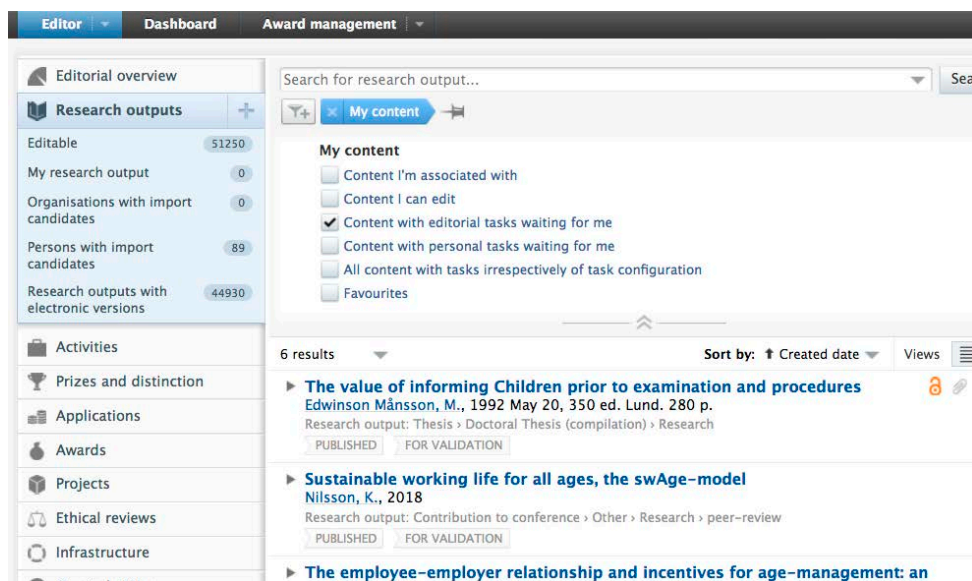 Editor
Dashboard
Award management
Editorial overview
Research outputs
Editable 51250
My research output 0
Organisations with import 0
candidates
Persons with import 89
candidates
Research outputs with 44930
electronic versions
Activities
Prizes and distinction
Applications
Awards
Projects
Ethical reviews
Infrastructure
Search for research output...
Sea
My content
My content
Content I'm associated with
Content I can edit
Content with editorial tasks waiting for me
Content with personal tasks waiting for me
All content with tasks irrespectively of task configuration
Favourites
6 results
Sort by: Created date
Views
The value of informing Children prior to examination and procedures
Edwinson Månsson, M., 1992 May 20, 350 ed. Lund. 280 p.
Research output: Thesis › Doctoral Thesis (compilation) › Research
PUBLISHED FOR VALIDATION
Sustainable working life for all ages, the swAge-model
Nilsson, K., 2018
Research output: Contribution to conference › Other › Research › peer-review
PUBLISHED FOR VALIDATION
The employee-employer relationship and incentives for age-management: an